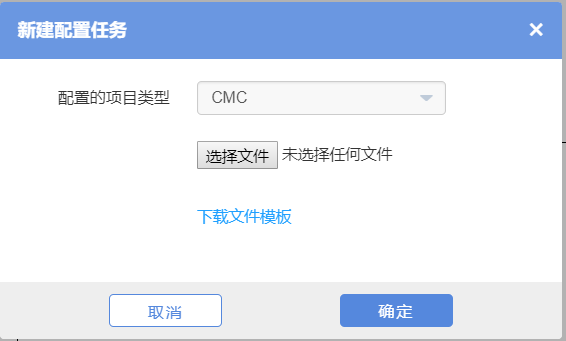 新建配置任务 ×
配置的项目类型 CMC
选择文件 未选择任何文件
下载文件模板
取消 确定